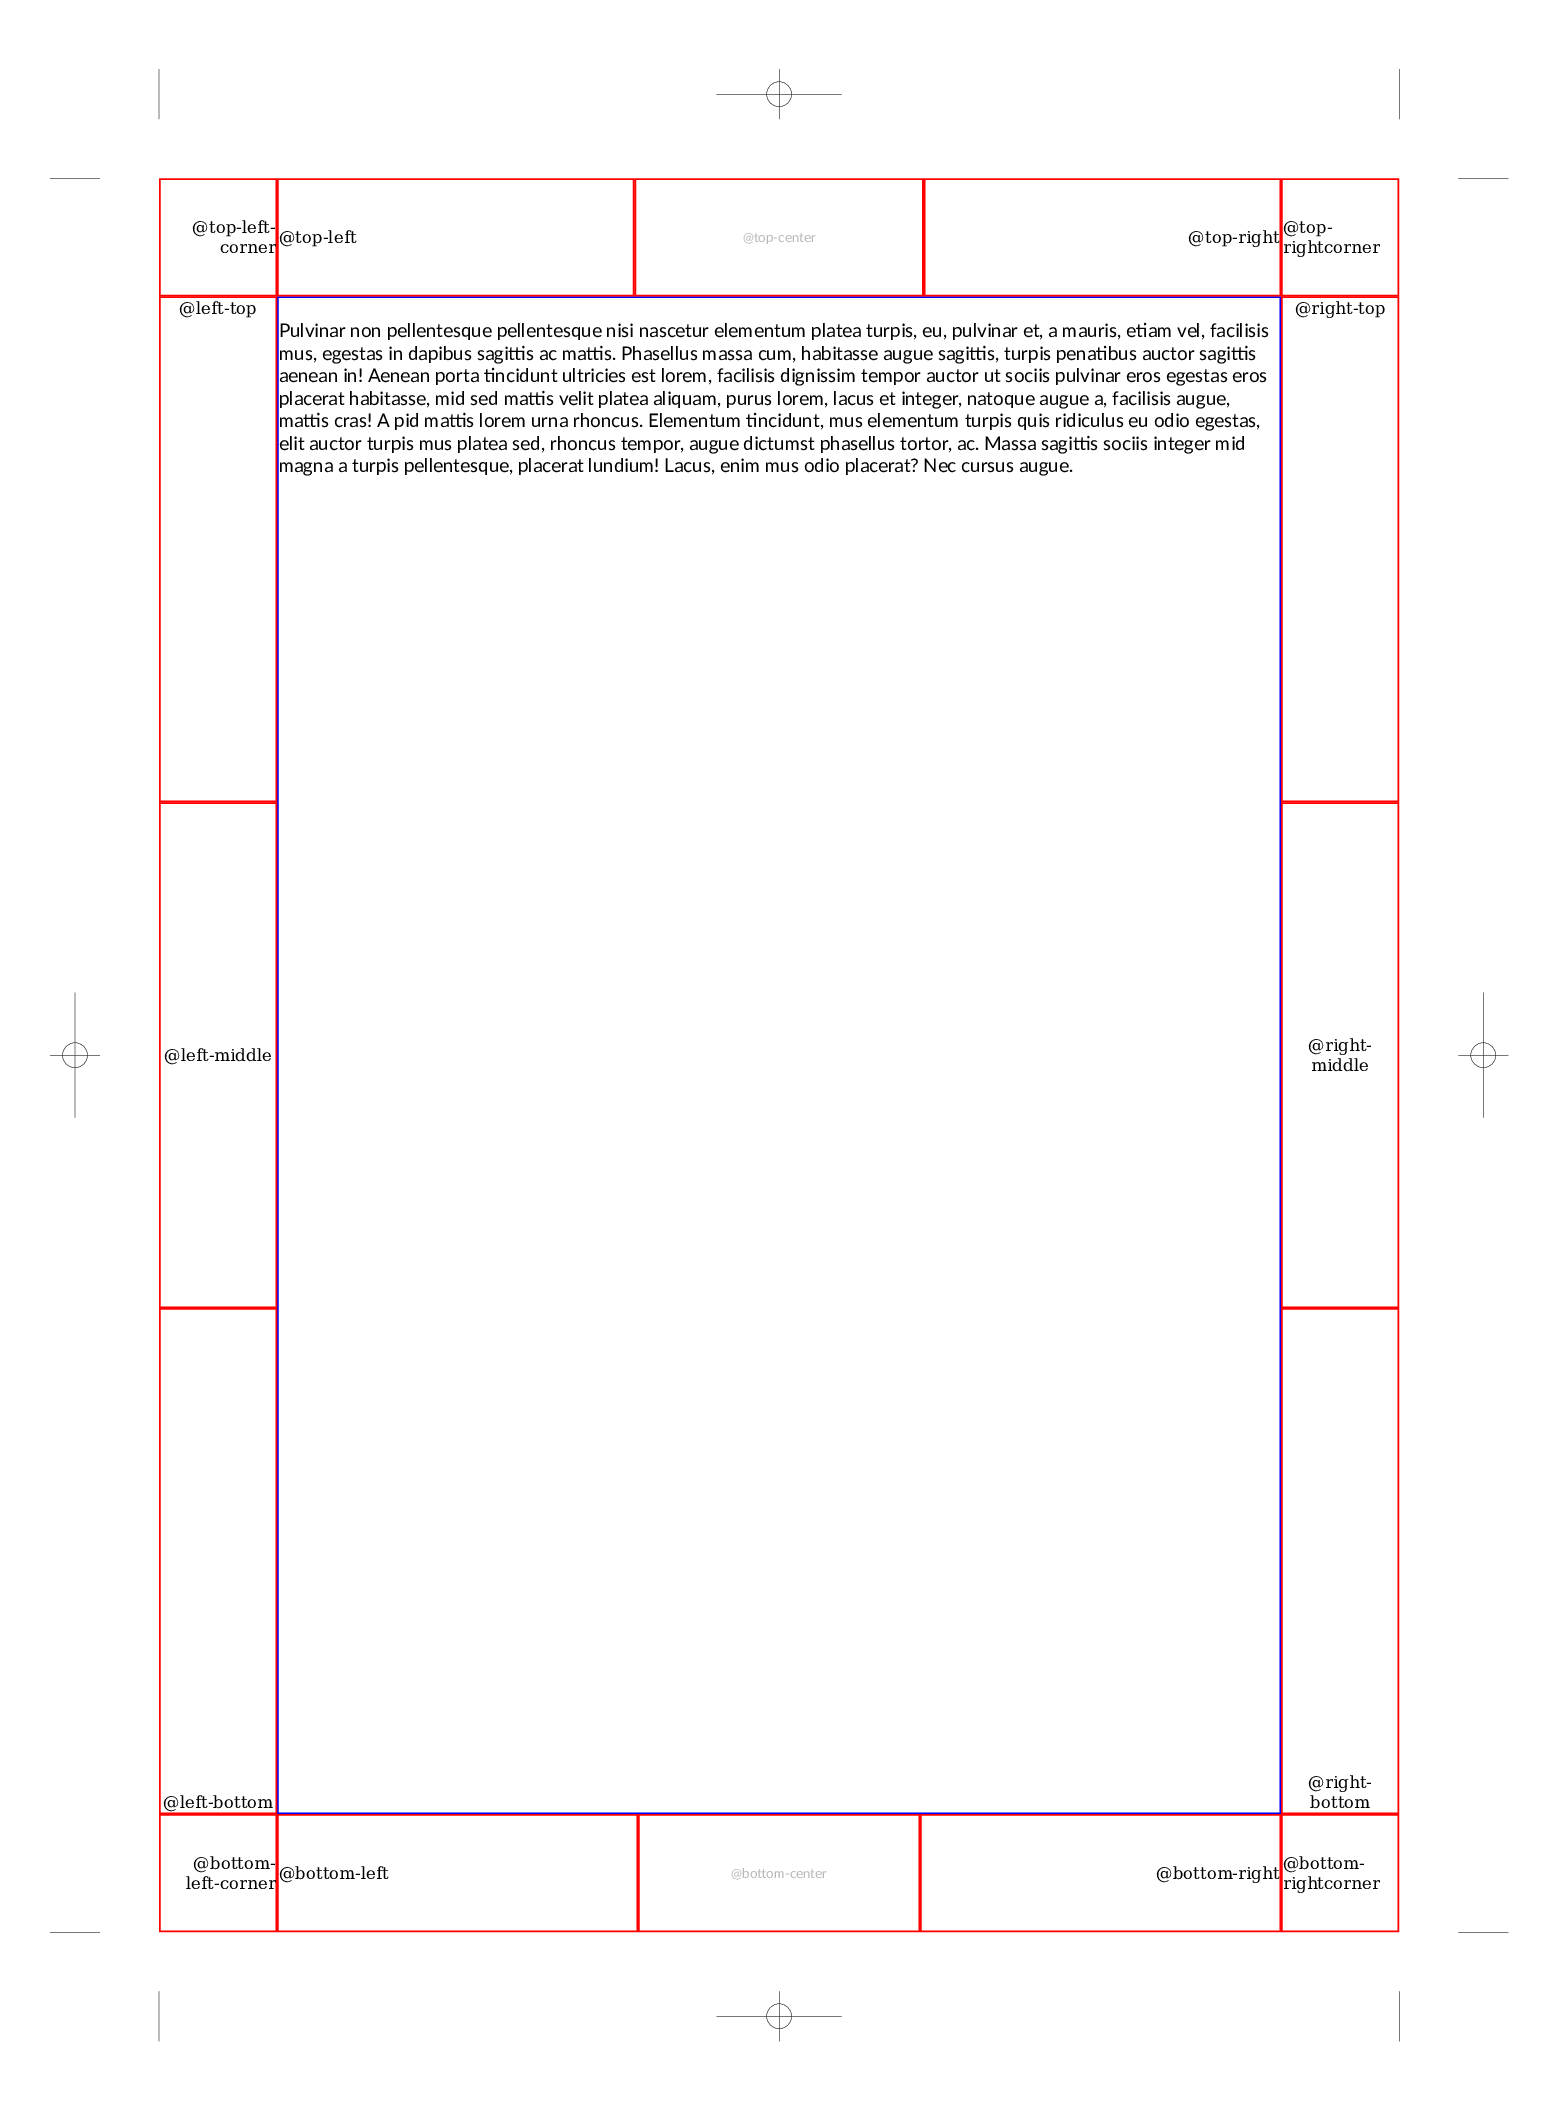 @top-left-
corner
@top-left
@top-center
@top-right
@top-
rightcorner
@left-top
@right-top
Pulvinar non pellentesque pellentesque nisi nascetur elementum platea turpis, eu, pulvinar et, a mauris, etiam vel, facilisis
mus, egestas in dapibus sagittis ac mattis. Phasellus massa cum, habitasse augue sagittis, turpis penatibus auctor sagittis
aenean in! Aenean porta tincidunt ultricies est lorem, facilisis dignissim tempor auctor ut sociis pulvinar eros egestas eros
placerat habitasse, mid sed mattis velit platea aliquam, purus lorem, lacus et integer, natoque augue a, facilisis augue,
mattis cras! A pid mattis lorem urna rhoncus. Elementum tincidunt, mus elementum turpis quis ridiculus eu odio egestas,
elit auctor turpis mus platea sed, rhoncus tempor, augue dictumst phasellus tortor, ac. Massa sagittis sociis integer mid
magna a turpis pellentesque, placerat lundium! Lacus, enim mus odio placerat? Nec cursus augue.
@left-middle
@right-
middle
@left-bottom
@right-
bottom
@bottom-
left-corner
@bottom-left
@bottom-center
@bottom-right
@bottom-
rightcorner